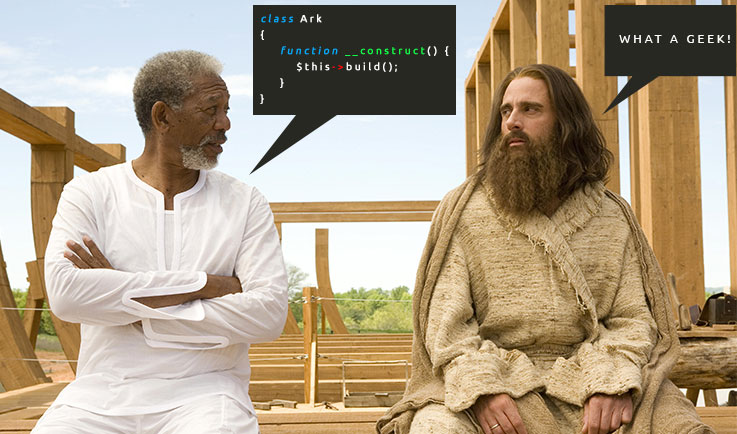 class Ark
{
function __construct() {
$this->build();
}
}
WHAT A GEEK!